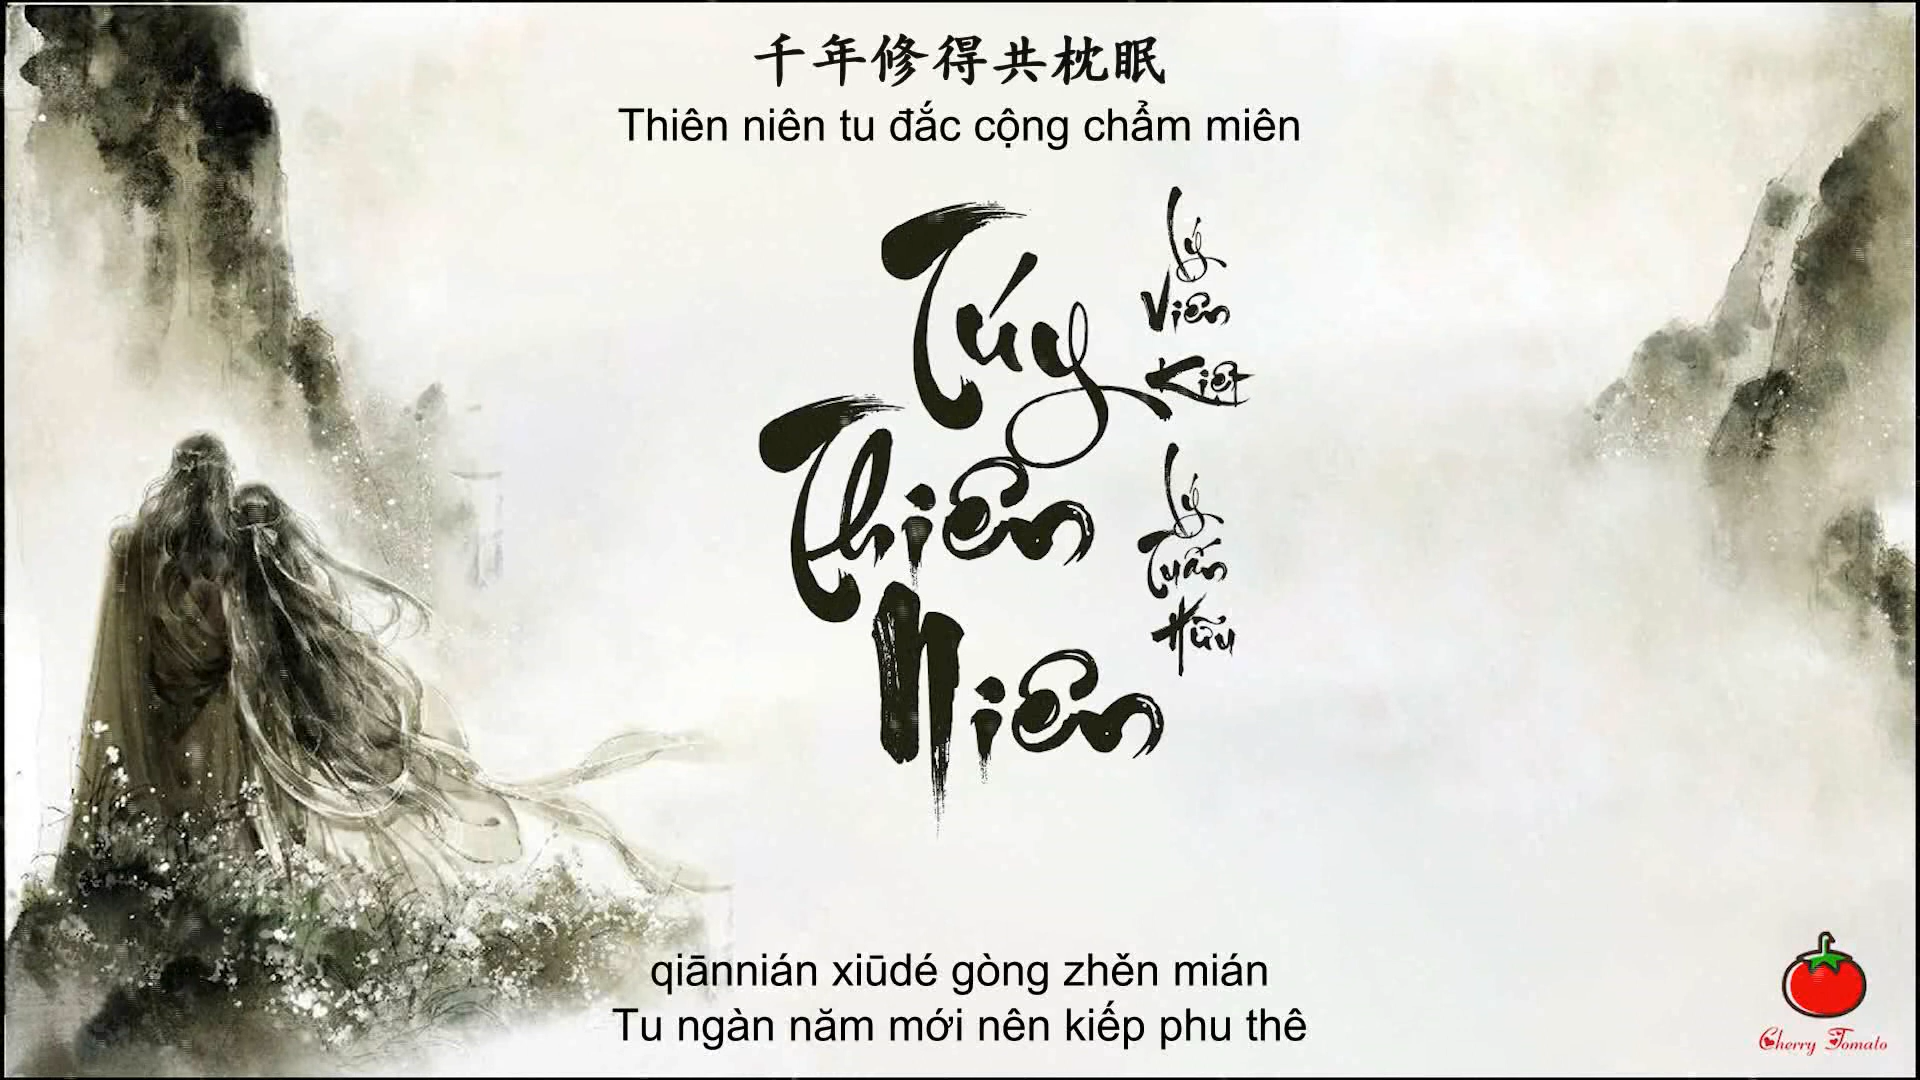 千年修得共枕眠
Thiên niên tu đắc cộng chẩm miên
Túy
Thiên
Niên
Lý
Viên
Kiệt
Lý
Tuấn
Hữu
qiānnián xiūdé gòng zhěn mián
Tu ngàn năm mới nên kiếp phu thê
Cherry Tomato